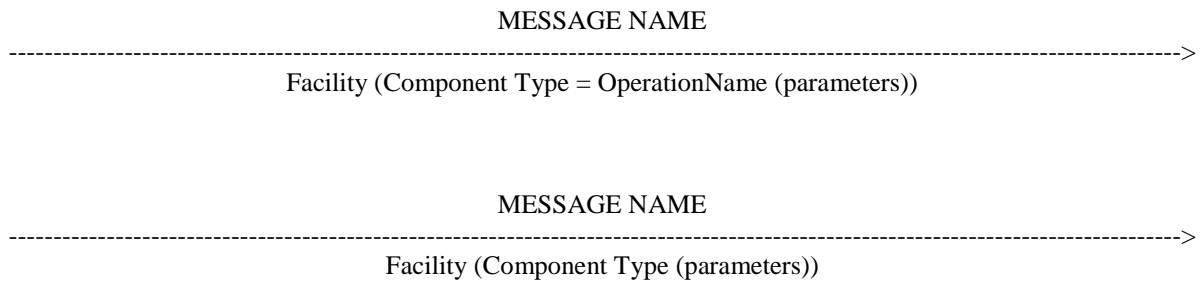 MESSAGE NAME
------------------------------------------------------------------------------------------------------------------------------------>
Facility (Component Type = OperationName (parameters))
MESSAGE NAME
------------------------------------------------------------------------------------------------------------------------------------>
Facility (Component Type (parameters))